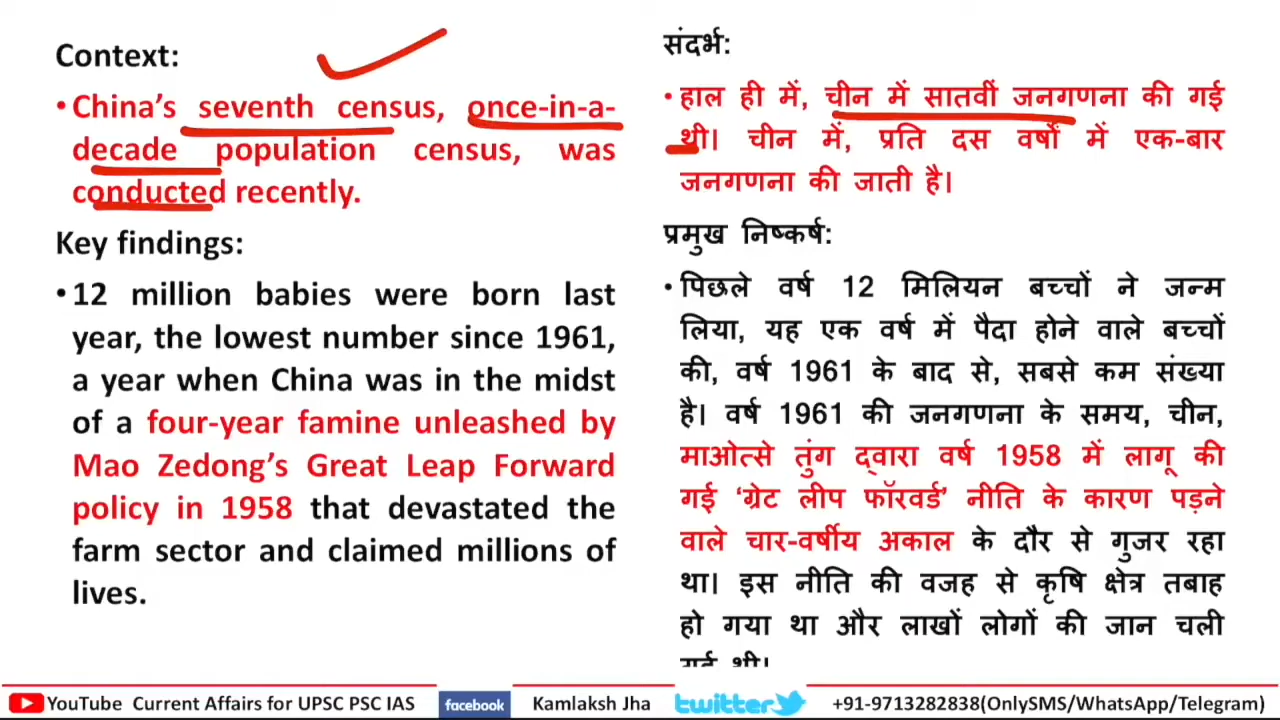 Context:
• China's seventh census, once-in-a-
decade population census, was
conducted recently.
Key findings:
• 12 million babies were born last
year, the lowest number since 1961,
a year when China was in the midst
of a four-year famine unleashed by
Mao Zedong's Great Leap Forward
policy in 1958 that devastated the
farm sector and claimed millions of
lives.
संदर्भ:
• हाल ही में, चीन में सातवीं जनगणना की गई
थी। चीन में, प्रति दस वर्षों में एक-बार
जनगणना की जाती है।
प्रमुख निष्कर्ष:
• पिछले वर्ष 12 मिलियन बच्चों ने जन्म
लिया, यह एक वर्ष में पैदा होने वाले बच्चों
की, वर्ष 1961 के बाद से, सबसे कम संख्या
है। वर्ष 1961 की जनगणना के समय, चीन,
माओत्से तुंग द्वारा वर्ष 1958 में लागू की
गई ‘ग्रेट लीप फॉरवर्ड’ नीति के कारण पड़ने
वाले चार-वर्षीय अकाल के दौर से गुजर रहा
था। इस नीति की वजह से कृषि क्षेत्र तबाह
हो गया था और लाखों लोगों की जान चली
गई थी।
YouTube Current Affairs for UPSC PSC IAS facebook Kamlaksh Jha twitter +91-9713282838(OnlySMS/WhatsApp/Telegram)